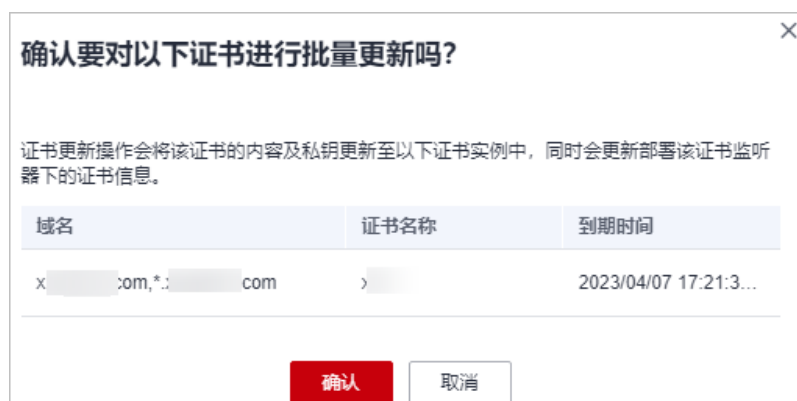 确认要对以下证书进行批量更新吗？
证书更新操作会将该证书的内容及私钥更新至以下证书实例中，同时会更新部署该证书监听
器下的证书信息。
域名 证书名称 到期时间
x com,*. com x 2023/04/07 17:21:3...
确认 取消